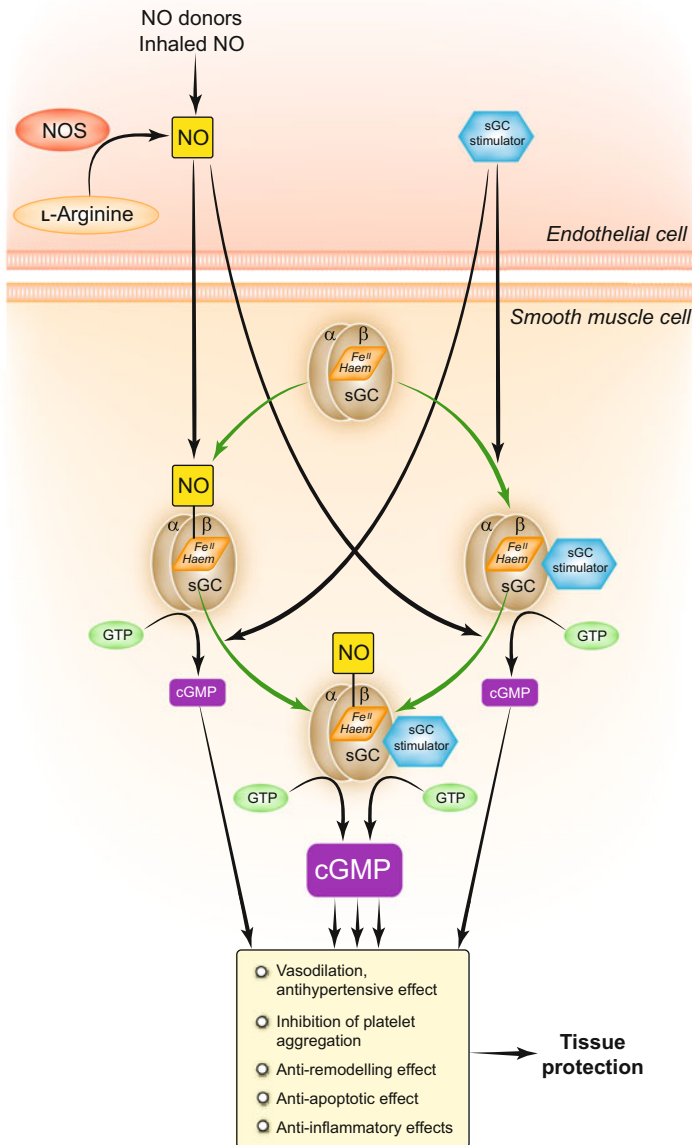 NO donors
Inhaled NO
NOS
NO
L-Arginine
sGC
stimulator
Endothelial cell
Smooth muscle cell
α β
Fe^II
Haem
sGC
NO
α β
Fe^II
Haem
sGC
GTP
cGMP
α β
Fe^II
Haem
sGC
sGC
stimulator
GTP
cGMP
NO
α β
Fe^II
Haem
sGC
sGC
stimulator
GTP
GTP
cGMP
Vasodilation,
antihypertensive effect
Inhibition of platelet
aggregation
Anti-remodelling effect
Anti-apoptotic effect
Anti-inflammatory effects
Tissue
protection